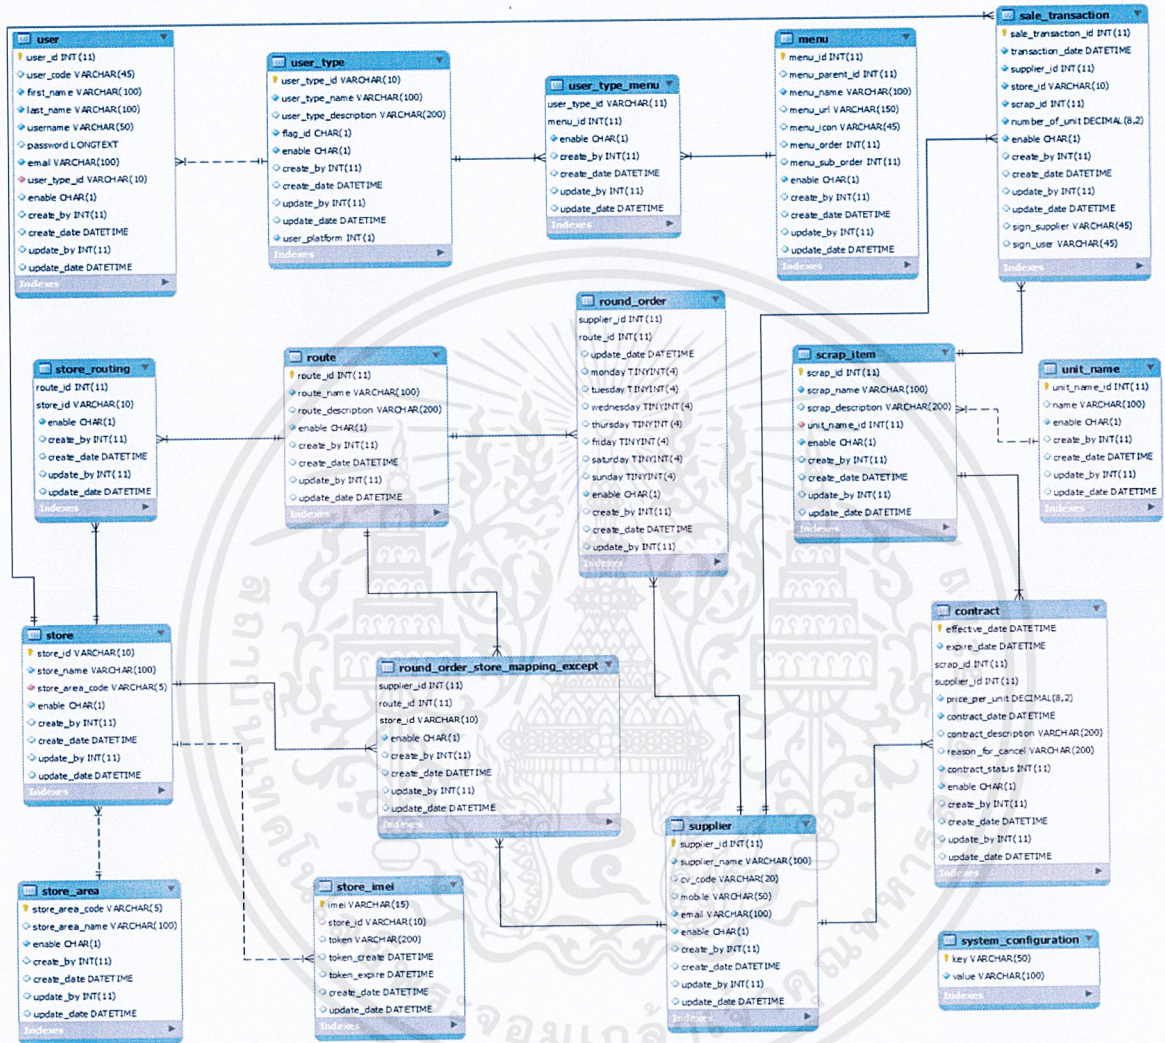 user
user_id INT(11)
user_code VARCHAR(45)
first_name VARCHAR(100)
last_name VARCHAR(100)
username VARCHAR(50)
password LONGTEXT
email VARCHAR(100)
user_type_id VARCHAR(10)
enable CHAR(1)
create_by INT(11)
create_date DATETIME
update_by INT(11)
update_date DATETIME
Indexes
user_type
user_type_id VARCHAR(10)
user_type_name VARCHAR(100)
user_type_description VARCHAR(200)
flag_id CHAR(1)
enable CHAR(1)
create_by INT(11)
create_date DATETIME
update_by INT(11)
update_date DATETIME
user_platform INT(1)
Indexes
user_type_menu
user_type_id VARCHAR(11)
menu_id INT(11)
enable CHAR(1)
create_by INT(11)
create_date DATETIME
update_by INT(11)
update_date DATETIME
Indexes
menu
menu_id INT(11)
menu_parent_id INT(11)
menu_name VARCHAR(100)
menu_url VARCHAR(150)
menu_icon VARCHAR(45)
menu_order INT(11)
menu_sub_order INT(11)
enable CHAR(1)
create_by INT(11)
create_date DATETIME
update_by INT(11)
update_date DATETIME
Indexes
sale_transaction
sale_transaction_id INT(11)
transaction_date DATETIME
supplier_id INT(11)
store_id VARCHAR(10)
scrap_id INT(11)
number_of_unit DECIMAL(8,2)
enable CHAR(1)
create_by INT(11)
create_date DATETIME
update_by INT(11)
update_date DATETIME
sign_supplier VARCHAR(45)
sign_user VARCHAR(45)
Indexes
store_routing
route_id INT(11)
store_id VARCHAR(10)
enable CHAR(1)
create_by INT(11)
create_date DATETIME
update_by INT(11)
update_date DATETIME
Indexes
route
route_id INT(11)
route_name VARCHAR(100)
route_description VARCHAR(200)
enable CHAR(1)
create_by INT(11)
create_date DATETIME
update_by INT(11)
update_date DATETIME
Indexes
round_order
supplier_id INT(11)
route_id INT(11)
update_date DATETIME
monday TINYINT(4)
tuesday TINYINT(4)
wednesday TINYINT(4)
thursday TINYINT(4)
friday TINYINT(4)
saturday TINYINT(4)
sunday TINYINT(4)
enable CHAR(1)
create_by INT(11)
create_date DATETIME
update_by INT(11)
Indexes
scrap_item
scrap_id INT(11)
scrap_name VARCHAR(100)
scrap_description VARCHAR(200)
unit_name_id INT(11)
enable CHAR(1)
create_by INT(11)
create_date DATETIME
update_by INT(11)
update_date DATETIME
Indexes
unit_name
unit_name_id INT(11)
name VARCHAR(100)
enable CHAR(1)
create_by INT(11)
create_date DATETIME
update_by INT(11)
update_date DATETIME
Indexes
store
store_id VARCHAR(10)
store_name VARCHAR(100)
store_area_code VARCHAR(5)
enable CHAR(1)
create_by INT(11)
create_date DATETIME
update_by INT(11)
update_date DATETIME
Indexes
round_order_store_mapping_except
supplier_id INT(11)
route_id INT(11)
store_id VARCHAR(10)
enable CHAR(1)
create_by INT(11)
create_date DATETIME
update_by INT(11)
update_date DATETIME
Indexes
contract
effective_date DATETIME
expire_date DATETIME
scrap_id INT(11)
supplier_id INT(11)
price_per_unit DECIMAL(8,2)
contract_date DATETIME
contract_description VARCHAR(200)
reason_for_cancel VARCHAR(200)
contract_status INT(11)
enable CHAR(1)
create_by INT(11)
create_date DATETIME
update_by INT(11)
update_date DATETIME
Indexes
store_area
store_area_code VARCHAR(5)
store_area_name VARCHAR(100)
enable CHAR(1)
create_by INT(11)
create_date DATETIME
update_by INT(11)
update_date DATETIME
Indexes
store_imei
imei VARCHAR(15)
store_id VARCHAR(10)
token VARCHAR(200)
token_create DATETIME
token_expire DATETIME
create_date DATETIME
update_date DATETIME
Indexes
supplier
supplier_id INT(11)
supplier_name VARCHAR(100)
cv_code VARCHAR(20)
mobile VARCHAR(50)
email VARCHAR(100)
enable CHAR(1)
create_by INT(11)
create_date DATETIME
update_by INT(11)
update_date DATETIME
Indexes
system_configuration
key VARCHAR(50)
value VARCHAR(100)
Indexes